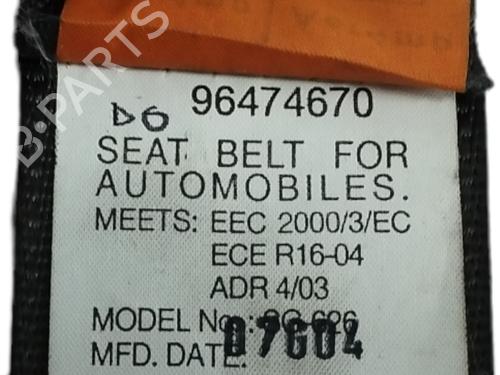 B-PARTS
96474670
D6
SEAT BELT FOR
AUTOMOBILES.
MEETS: EEC 2000/3/EC
ECE R16-04
ADR 4/03
MODEL No.:
07G04
MFD. DATE